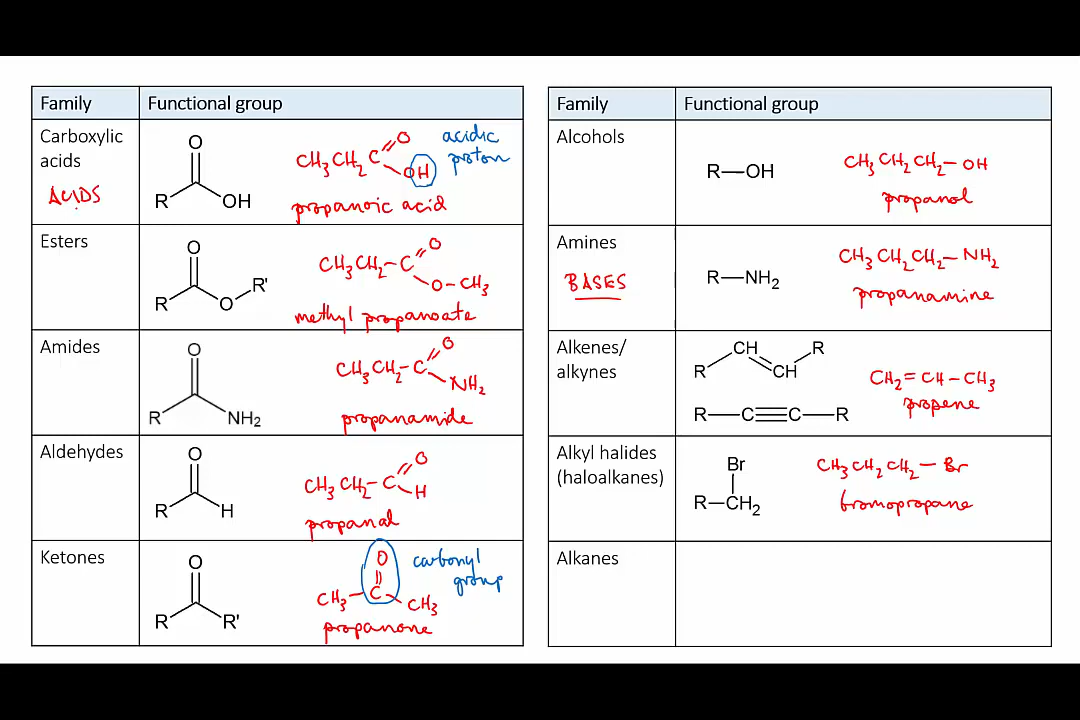 Family Functional group
Carboxylic acids
ACIDS
O
R OH
CH₃CH₂C O
OH
acidic proton
propanoic acid
Esters
O
R O R'
CH₃CH₂-C O
O-CH₃
methyl propanoate
Amides
O
R NH₂
CH₃CH₂-C O
NH₂
propanamide
Aldehydes
O
R H
CH₃CH₂-C O
H
propanal
Ketones
O
R R'
O
CH₃-C-CH₃
carbonyl group
propanone
Family Functional group
Alcohols
R—OH
CH₃CH₂CH₂-OH
propanol
Amines
BASES
R—NH₂
CH₃CH₂CH₂-NH₂
propanamine
Alkenes/
alkynes
CH R
R CH
R—C≡C—R
CH₂=CH-CH₃
propene
Alkyl halides
(haloalkanes)
Br
R—CH₂
CH₃CH₂CH₂-Br
bromopropane
Alkanes